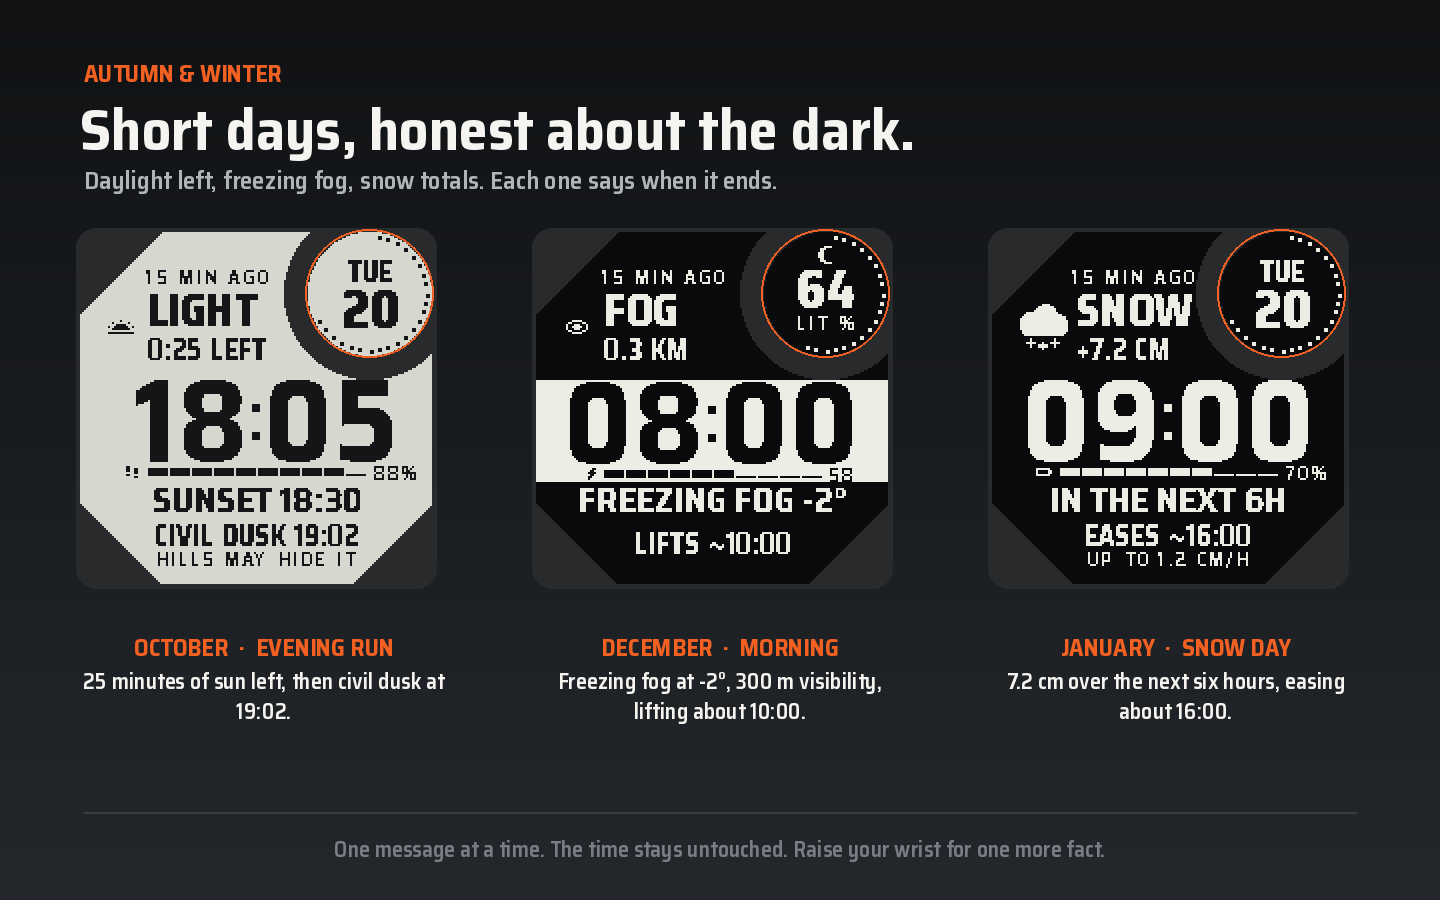 AUTUMN & WINTER
Short days, honest about the dark.
Daylight left, freezing fog, snow totals. Each one says when it ends.
15 MIN AGO
LIGHT
0:25 LEFT
TUE
20
18:05
88%
SUNSET 18:30
CIVIL DUSK 19:02
HILLS MAY HIDE IT
15 MIN AGO
FOG
0.3 KM
64
LIT %
08:00
58
FREEZING FOG -2°
LIFTS ~10:00
15 MIN AGO
SNOW
+7.2 CM
TUE
20
09:00
70%
IN THE NEXT 6H
EASES ~16:00
UP TO 1.2 CM/H
OCTOBER · EVENING RUN
25 minutes of sun left, then civil dusk at
19:02.
DECEMBER · MORNING
Freezing fog at -2°, 300 m visibility,
lifting about 10:00.
JANUARY · SNOW DAY
7.2 cm over the next six hours, easing
about 16:00.
One message at a time. The time stays untouched. Raise your wrist for one more fact.